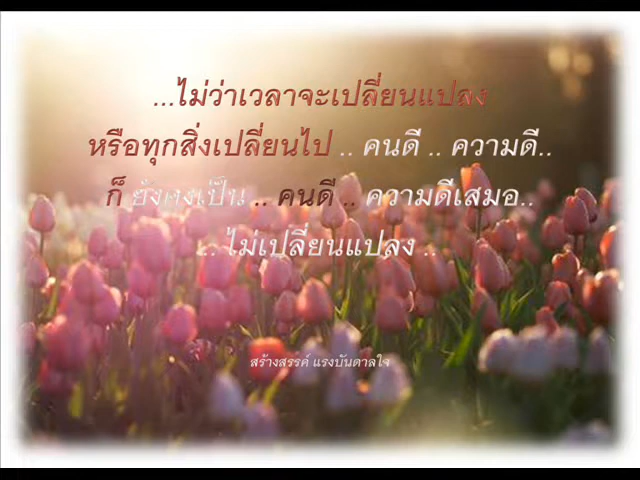 ...ไม่ว่าเวลาจะเปลี่ยนแปลง
หรือทุกสิ่งเปลี่ยนไป .. คนดี .. ความดี..
ก็ ยังคงเป็น .. คนดี .. ความดีเสมอ..
.. ไม่เปลี่ยนแปลง ..
สร้างสรรค์ แรงบันดาลใจ